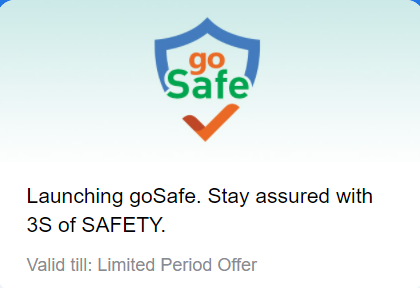 go
Safe
Launching goSafe. Stay assured with
3S of SAFETY.
Valid till: Limited Period Offer